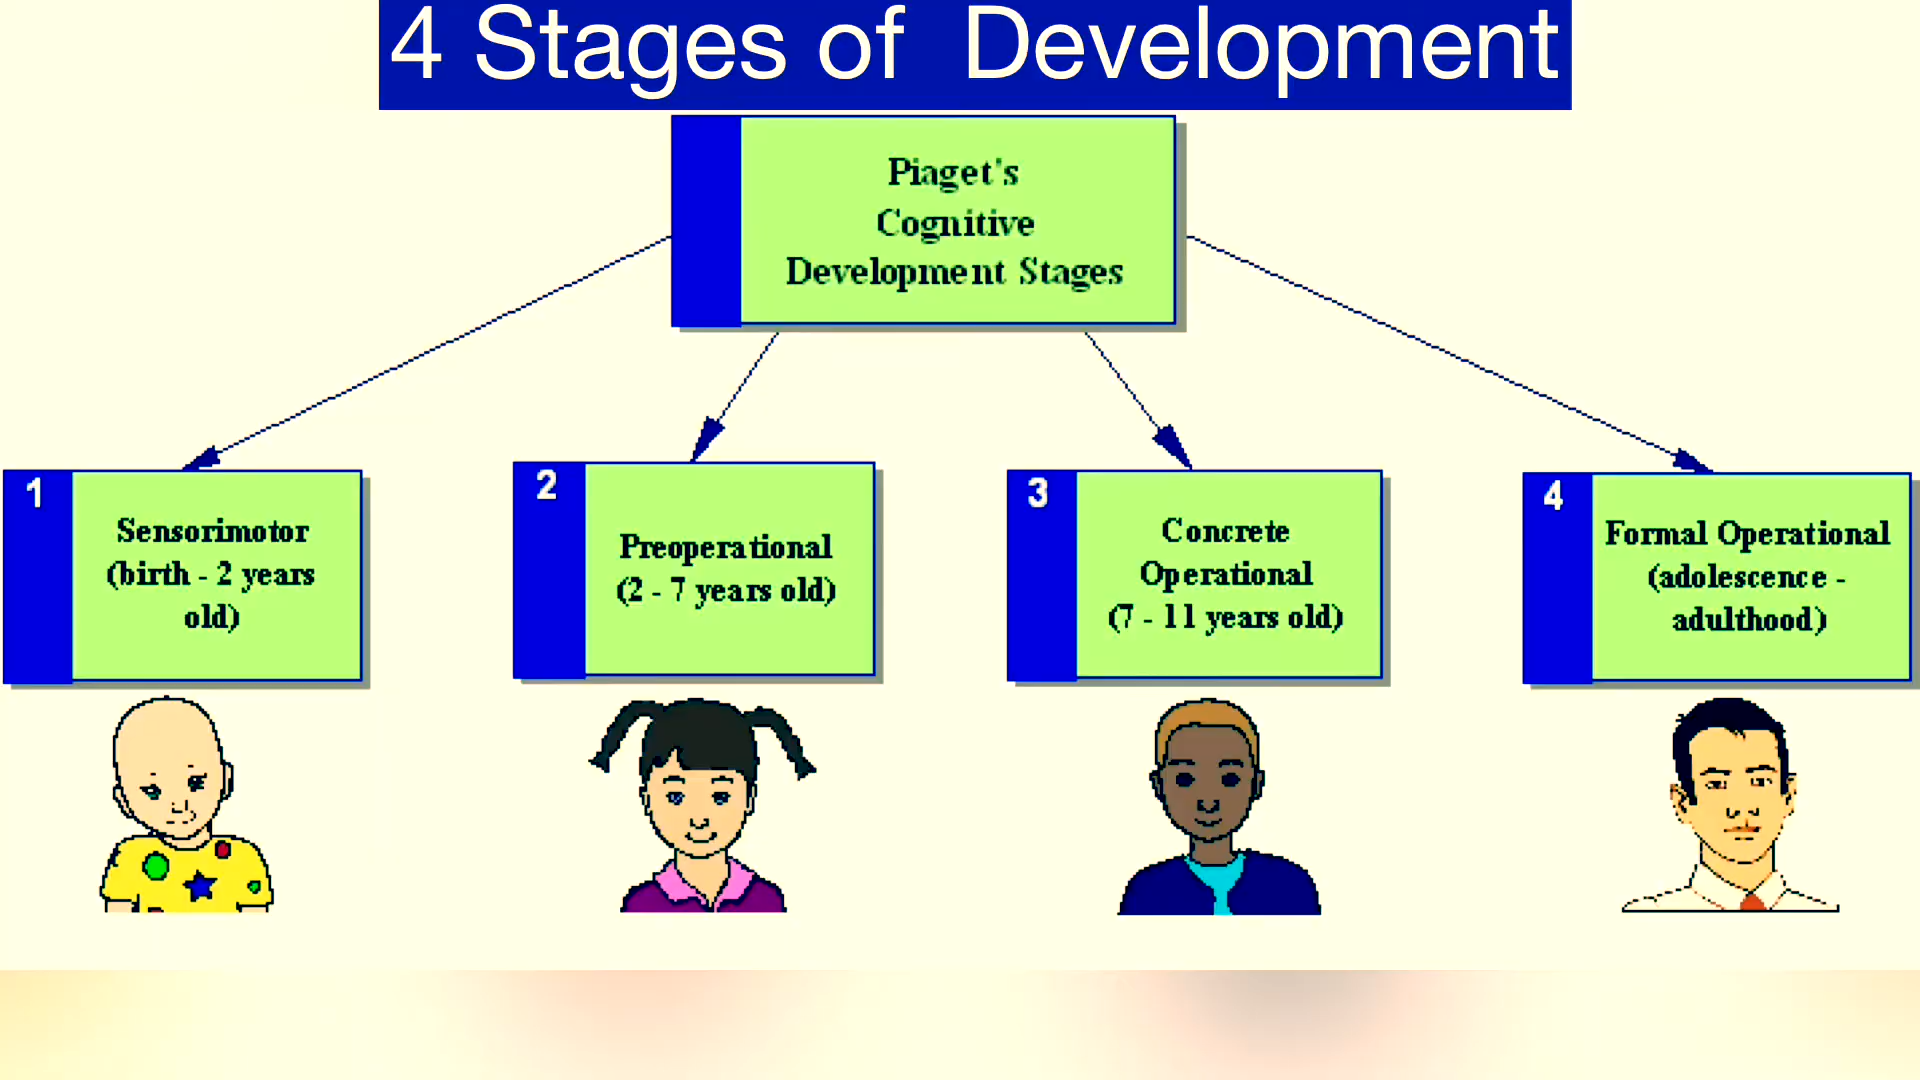 4 Stages of  Development
Piaget's
Cognitive
Development Stages
1
Sensorimotor
(birth - 2 years
old)
2
Preoperational
(2 - 7 years old)
3
Concrete
Operational
(7 - 11 years old)
4
Formal Operational
(adolescence -
adulthood)